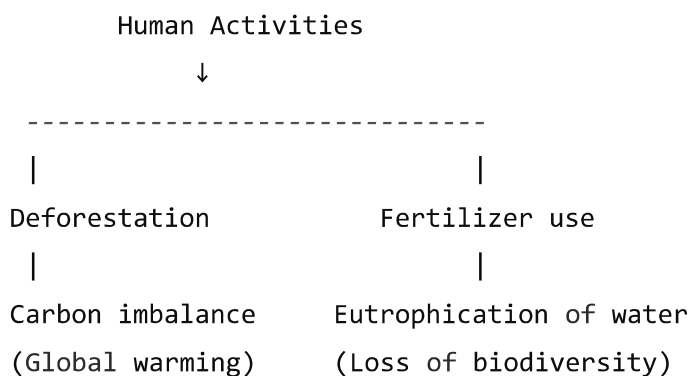 Human Activities
↓
------------------------------
| |
Deforestation Fertilizer use
| |
Carbon imbalance Eutrophication of water
(Global warming) (Loss of biodiversity)